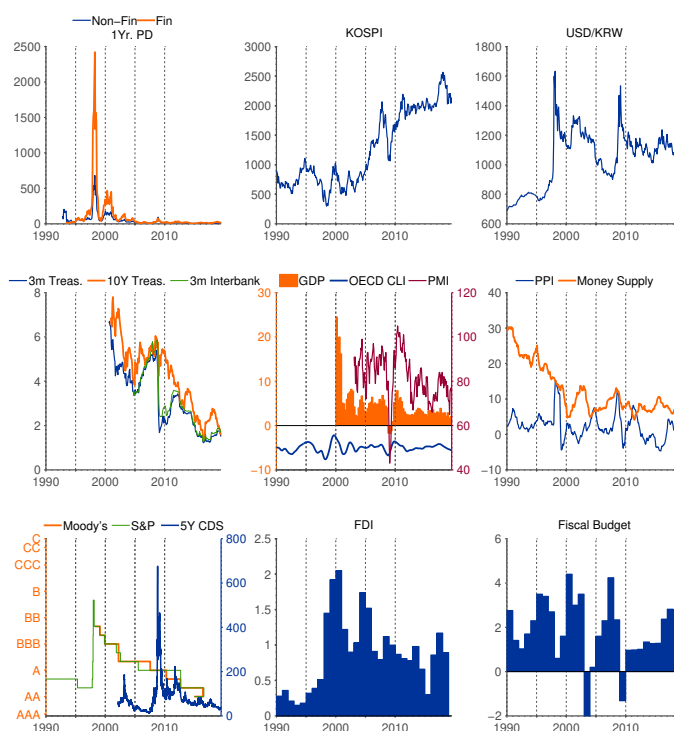 Non-Fin Fin
1Yr. PD
KOSPI
USD/KRW
2500
2000
1500
1000
500
0
1990 2000 2010
3000
2500
2000
1500
1000
500
0
1990 2000 2010
1800
1600
1400
1200
1000
800
600
1990 2000 2010
3m Treas. 10Y Treas. 3m Interbank
8
6
4
2
0
1990 2000 2010
GDP OECD CLI PMI
30
20
10
0
−10
120
100
80
60
40
1990 2000 2010
PPI Money Supply
40
30
20
10
0
−10
1990 2000 2010
Moody's S&P 5Y CDS
C
CC
CCC
B
BB
BBB
A
AA
AAA
800
600
400
200
0
1990 2000 2010
FDI
2.5
2
1.5
1
0.5
0
1990 2000 2010
Fiscal Budget
6
4
2
0
−2
1990 2000 2010